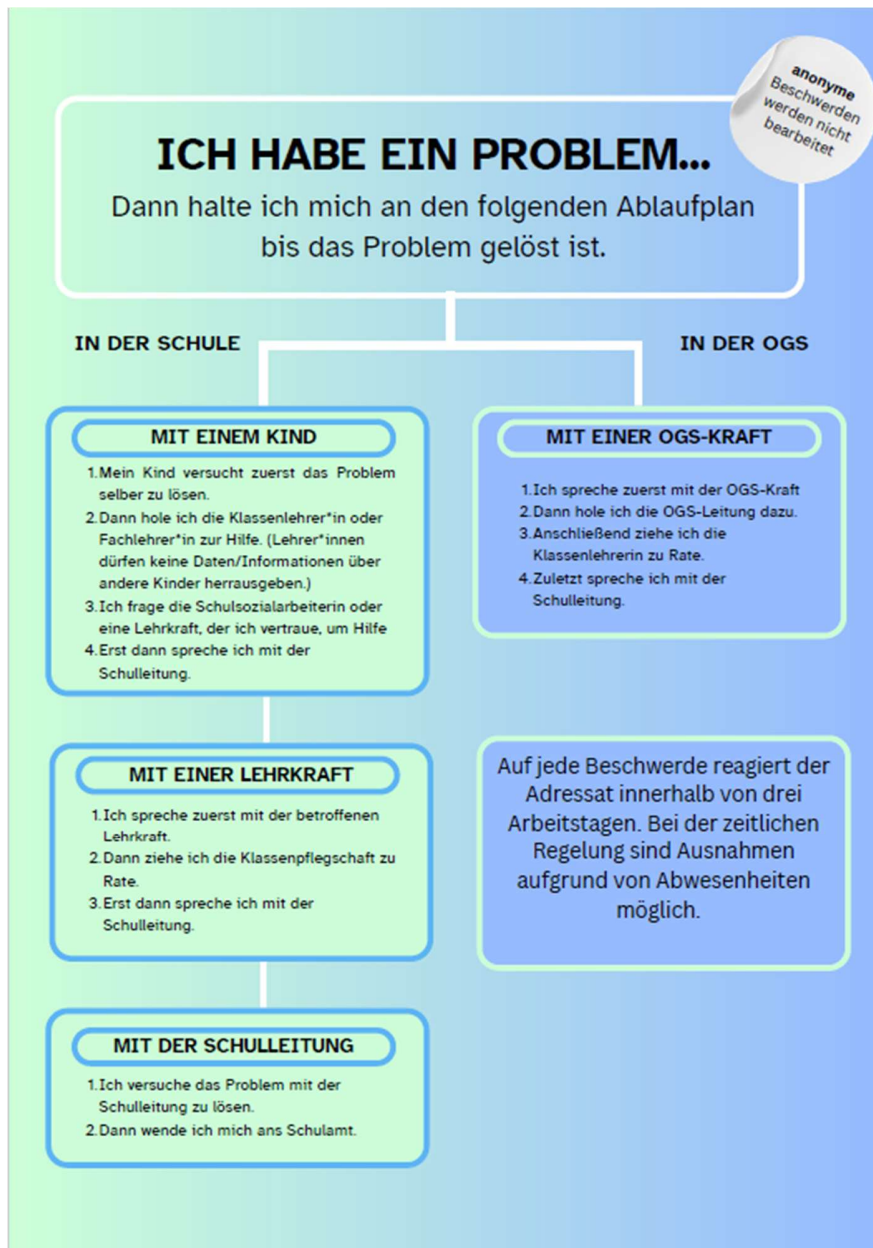 anonyme
Beschwerden
werden nicht
bearbeitet
ICH HABE EIN PROBLEM...
Dann halte ich mich an den folgenden Ablaufplan
bis das Problem gelöst ist.
IN DER SCHULE
MIT EINEM KIND
1.Mein Kind versucht zuerst das Problem
selber zu lösen.
2.Dann hole ich die Klassenlehrer*in oder
Fachlehrer*in zur Hilfe. (Lehrer*innen
dürfen keine Daten/Informationen über
andere Kinder herrausgeben.)
3.Ich frage die Schulsozialarbeiterin oder
eine Lehrkraft, der ich vertraue, um Hilfe
4.Erst dann spreche ich mit der
Schulleitung.
MIT EINER LEHRKRAFT
1.Ich spreche zuerst mit der betroffenen
Lehrkraft.
2.Dann ziehe ich die Klassenpflegschaft zu
Rate.
3.Erst dann spreche ich mit der
Schulleitung.
MIT DER SCHULLEITUNG
1.Ich versuche das Problem mit der
Schulleitung zu lösen.
2.Dann wende ich mich ans Schulamt.
IN DER OGS
MIT EINER OGS-KRAFT
1.Ich spreche zuerst mit der OGS-Kraft
2.Dann hole ich die OGS-Leitung dazu.
3.Anschließend ziehe ich die
Klassenlehrerin zu Rate.
4.Zuletzt spreche ich mit der
Schulleitung.
Auf jede Beschwerde reagiert der
Adressat innerhalb von drei
Arbeitstagen. Bei der zeitlichen
Regelung sind Ausnahmen
aufgrund von Abwesenheiten
möglich.